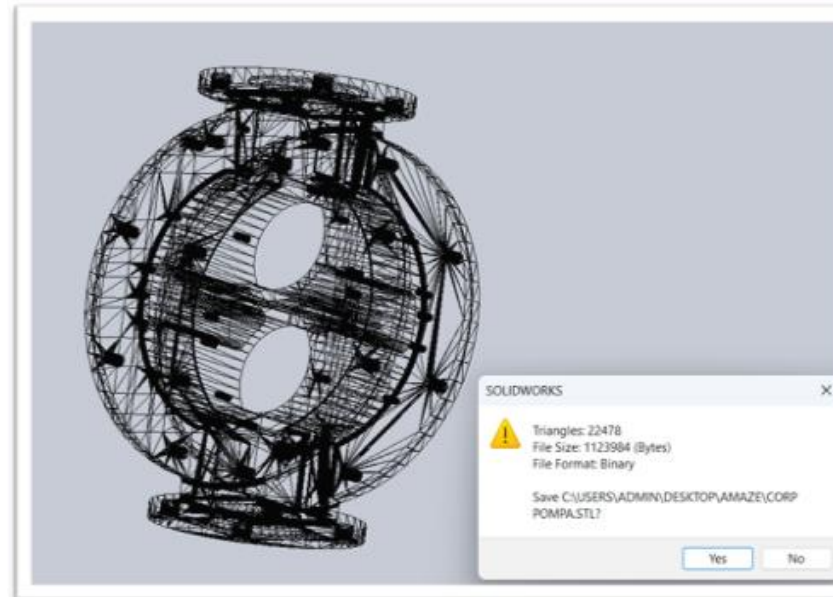 SOLIDWORKS
Triangles: 22478
File Size: 1123984 (Bytes)
File Format: Binary
Save C:\USERS\ADMIN\DESKTOP\AMAZE\CORP
POMPA.STL?
Yes No